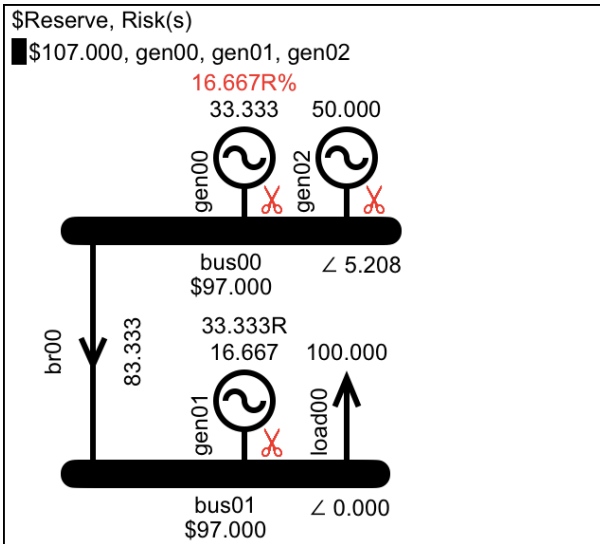 $Reserve, Risk(s)
$107.000, gen00, gen01, gen02
16.667R%
33.333 50.000
gen00 gen02
bus00 ∠ 5.208
$97.000
br00 83.333
33.333R
16.667 100.000
gen01 load00
bus01 ∠ 0.000
$97.000